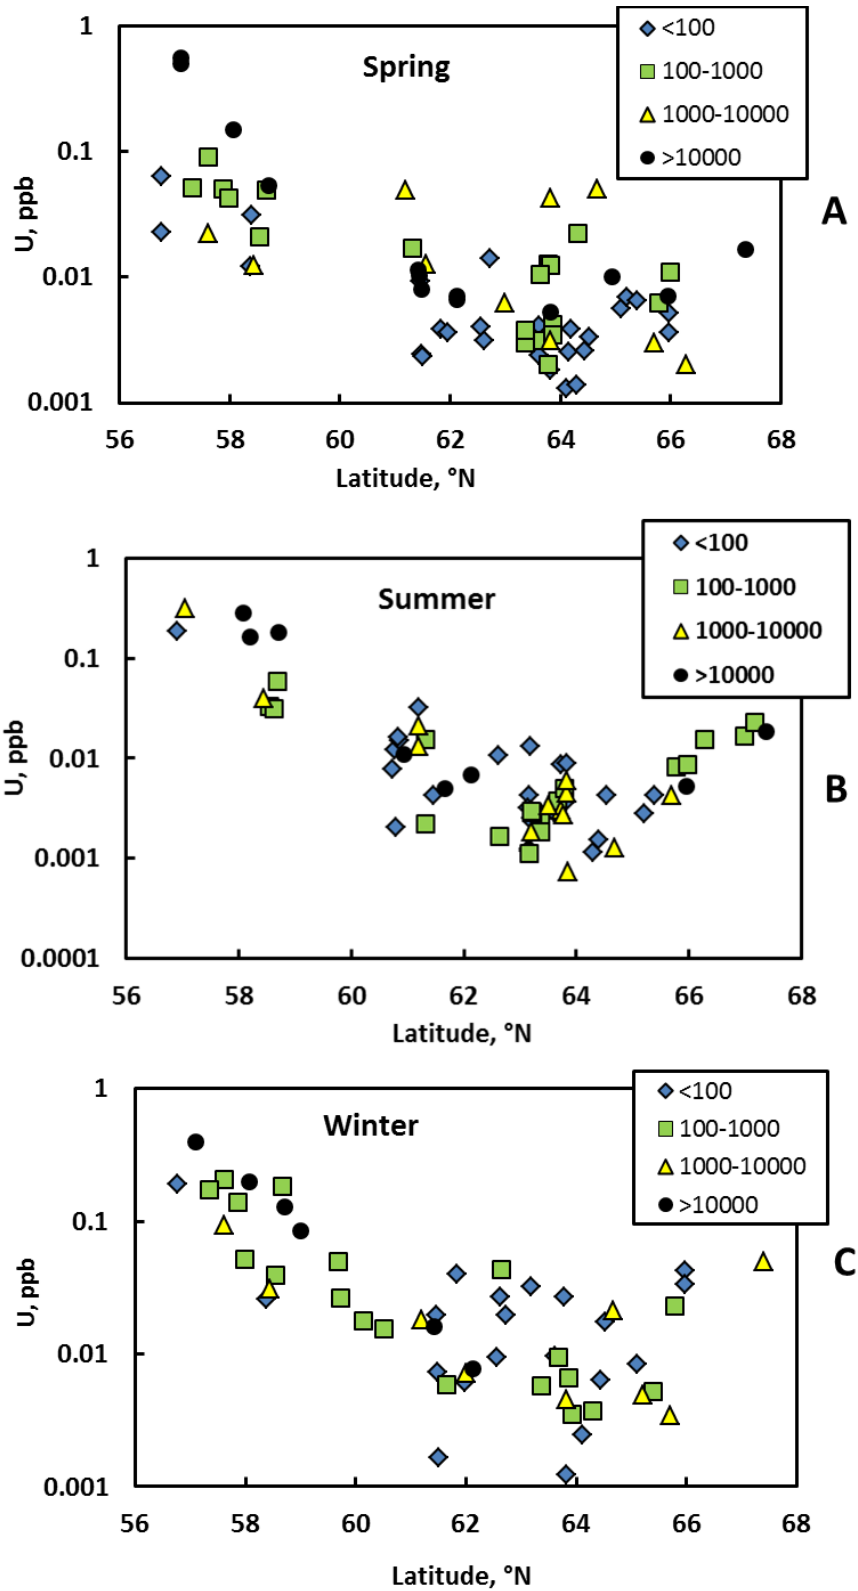 1
0.1
0.01
0.001
U, ppb
Spring
<100
100-1000
1000-10000
>10000
A
56 58 60 62 64 66 68
Latitude, °N
1
0.1
0.01
0.001
0.0001
U, ppb
Summer
<100
100-1000
1000-10000
>10000
B
56 58 60 62 64 66 68
Latitude, °N
1
0.1
0.01
0.001
U, ppb
Winter
<100
100-1000
1000-10000
>10000
C
56 58 60 62 64 66 68
Latitude, °N